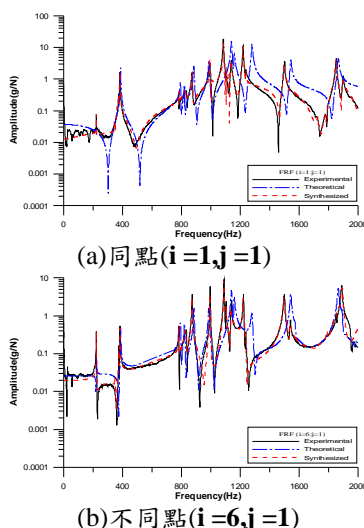 100
10
1
0.1
0.01
0.001
0.0001
Amplitude(g/N)
0 400 800 1200 1600 2000
Frequency(Hz)
FRF (i=1;j=1)
Experimental
Theoretical
Synthesized
(a)同點(i =1,j =1)
10
1
0.1
0.01
0.001
0.0001
Amplitude(g/N)
0 400 800 1200 1600 2000
Frequency(Hz)
FRF (i=6;j=1)
Experimental
Theoretical
Synthesized
(b)不同點(i =6,j =1)